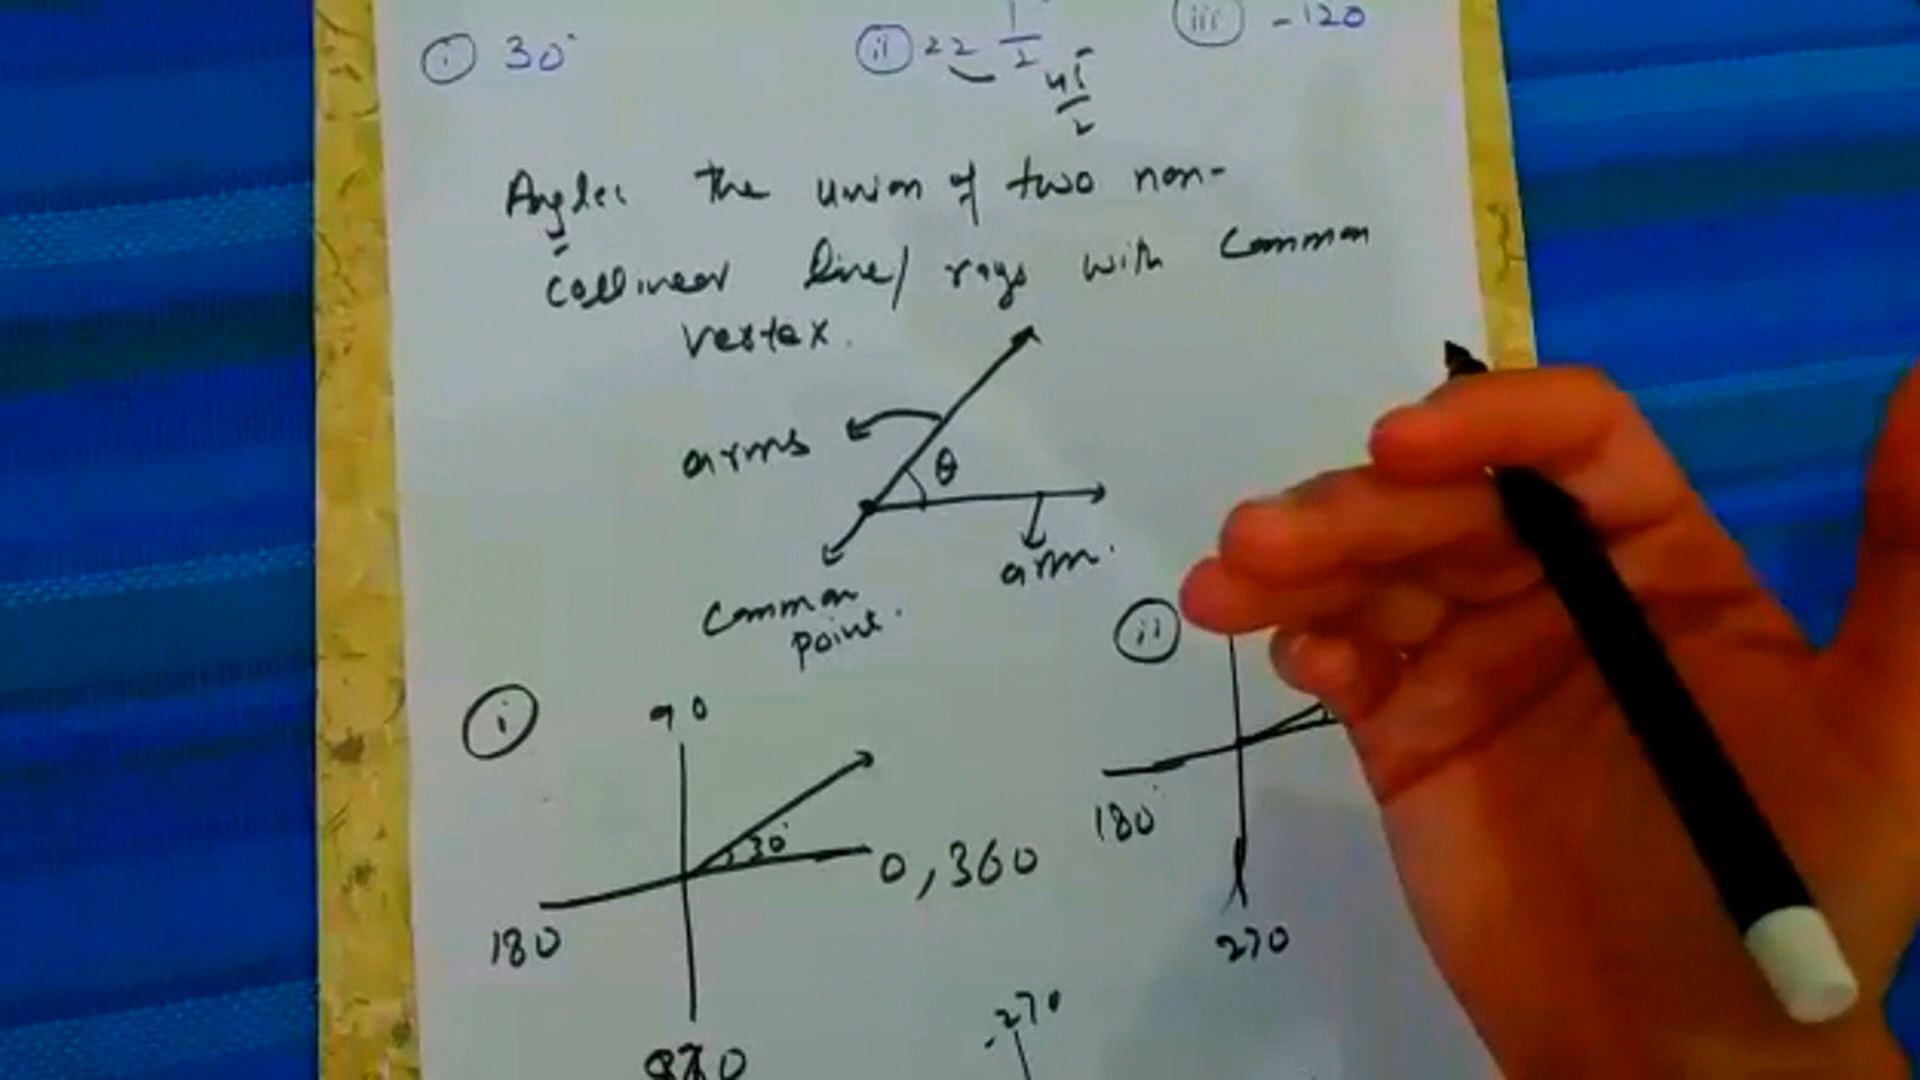 (i) 30° (ii) 22 1/2° (iii) -120
45/2
Angle: the union of two non-
collinear line/ rays with common
vertex.
arms
θ
arm.
common
point.
(i)
90
30°
0, 360
180
(ii)
180°
270
-270